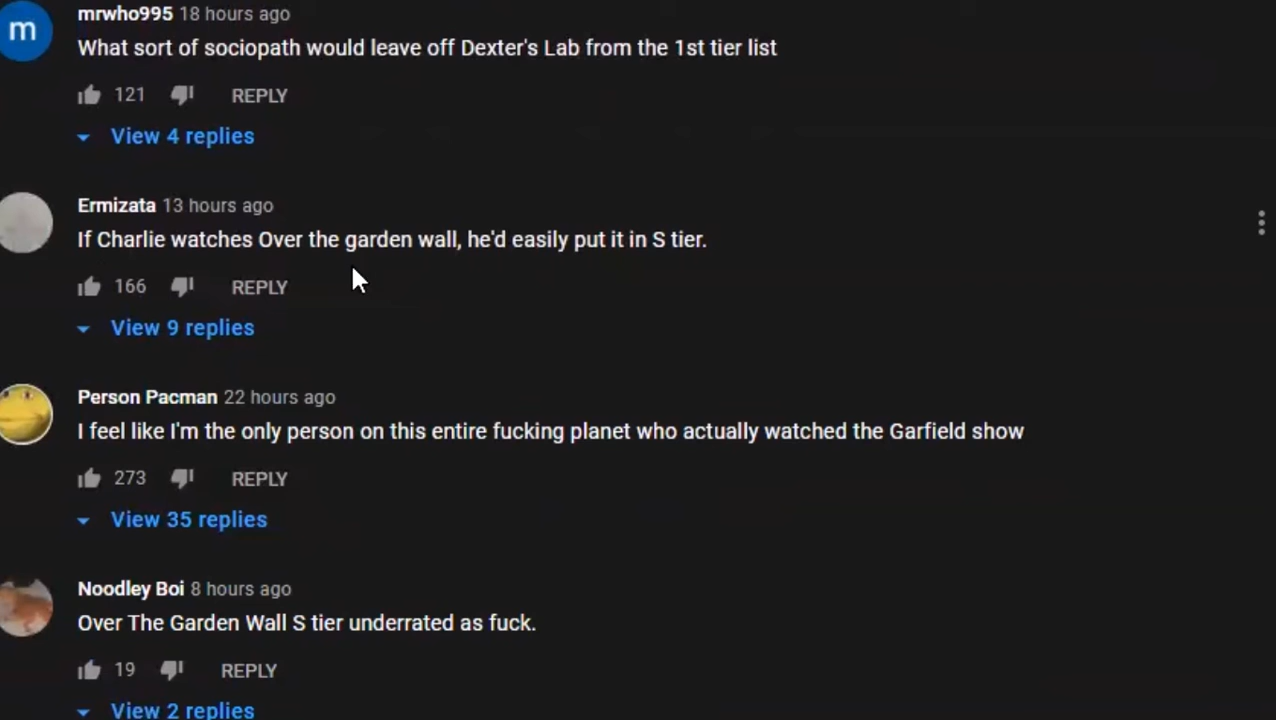 m
mrwho995 18 hours ago
What sort of sociopath would leave off Dexter's Lab from the 1st tier list
121 REPLY
View 4 replies
Ermizata 13 hours ago
If Charlie watches Over the garden wall, he'd easily put it in S tier.
166 REPLY
View 9 replies
Person Pacman 22 hours ago
I feel like I'm the only person on this entire fucking planet who actually watched the Garfield show
273 REPLY
View 35 replies
Noodley Boi 8 hours ago
Over The Garden Wall S tier underrated as fuck.
19 REPLY
View 2 replies